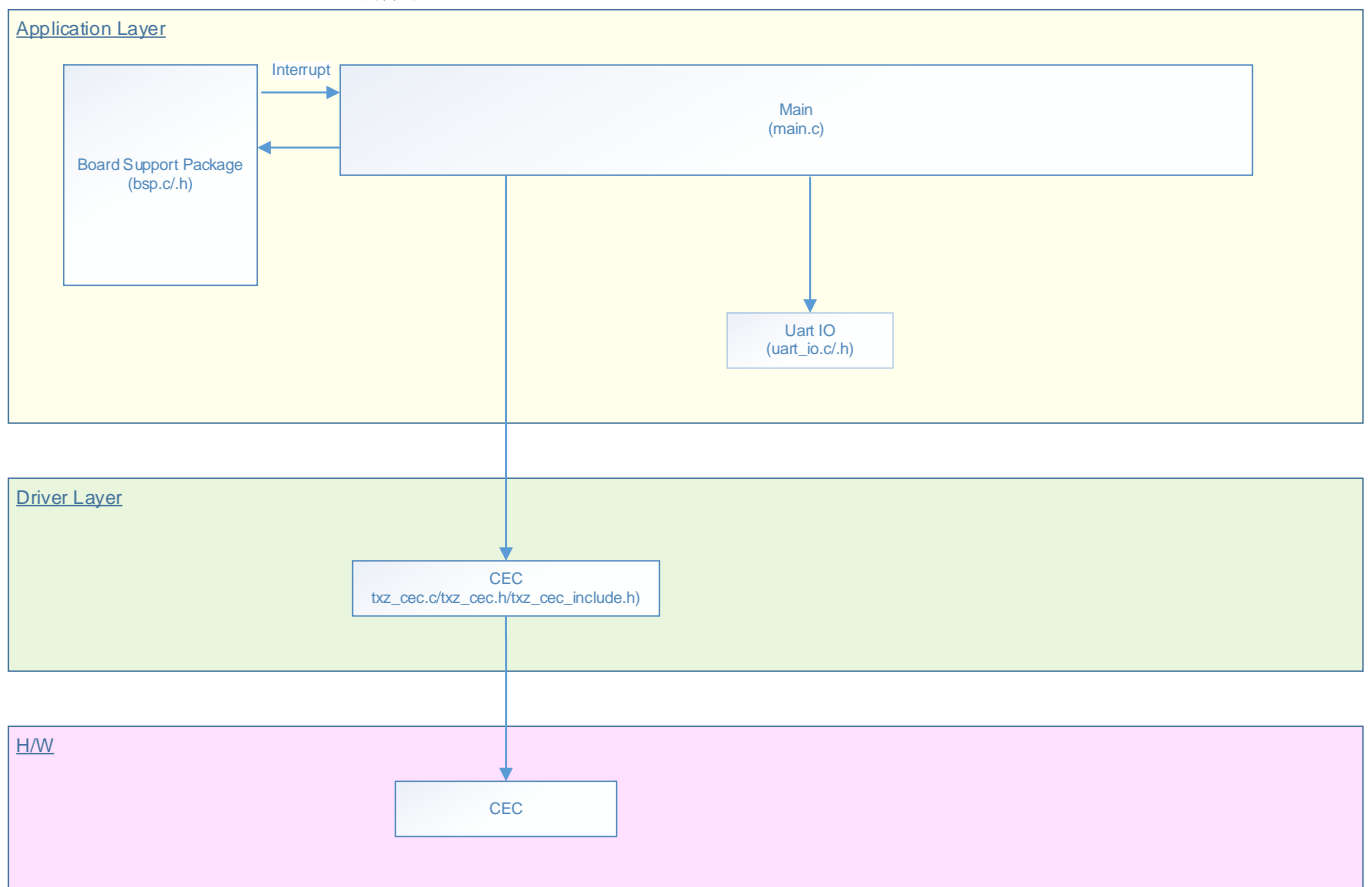 Application Layer
Interrupt
Main
(main.c)
Board Support Package
(bsp.c/.h)
Uart IO
(uart_io.c/.h)
Driver Layer
CEC
txz_cec.c/txz_cec.h/txz_cec_include.h)
H/W
CEC